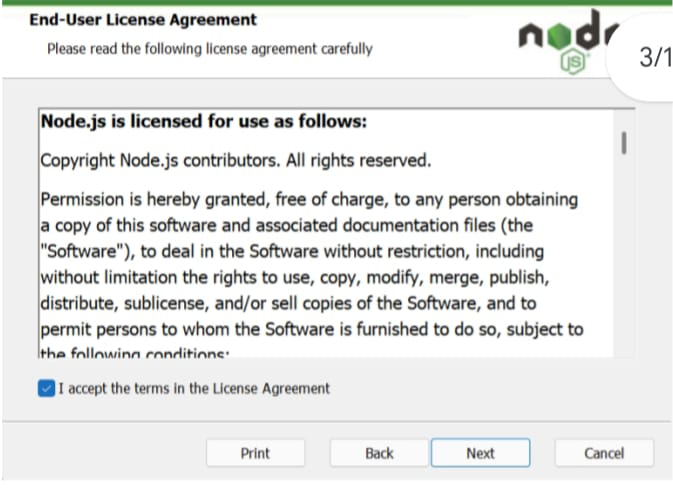 End-User License Agreement
Please read the following license agreement carefully
node
JS
3/1
Node.js is licensed for use as follows:
Copyright Node.js contributors. All rights reserved.
Permission is hereby granted, free of charge, to any person obtaining
a copy of this software and associated documentation files (the
"Software"), to deal in the Software without restriction, including
without limitation the rights to use, copy, modify, merge, publish,
distribute, sublicense, and/or sell copies of the Software, and to
permit persons to whom the Software is furnished to do so, subject to
the following conditions:
I accept the terms in the License Agreement
Print Back Next Cancel